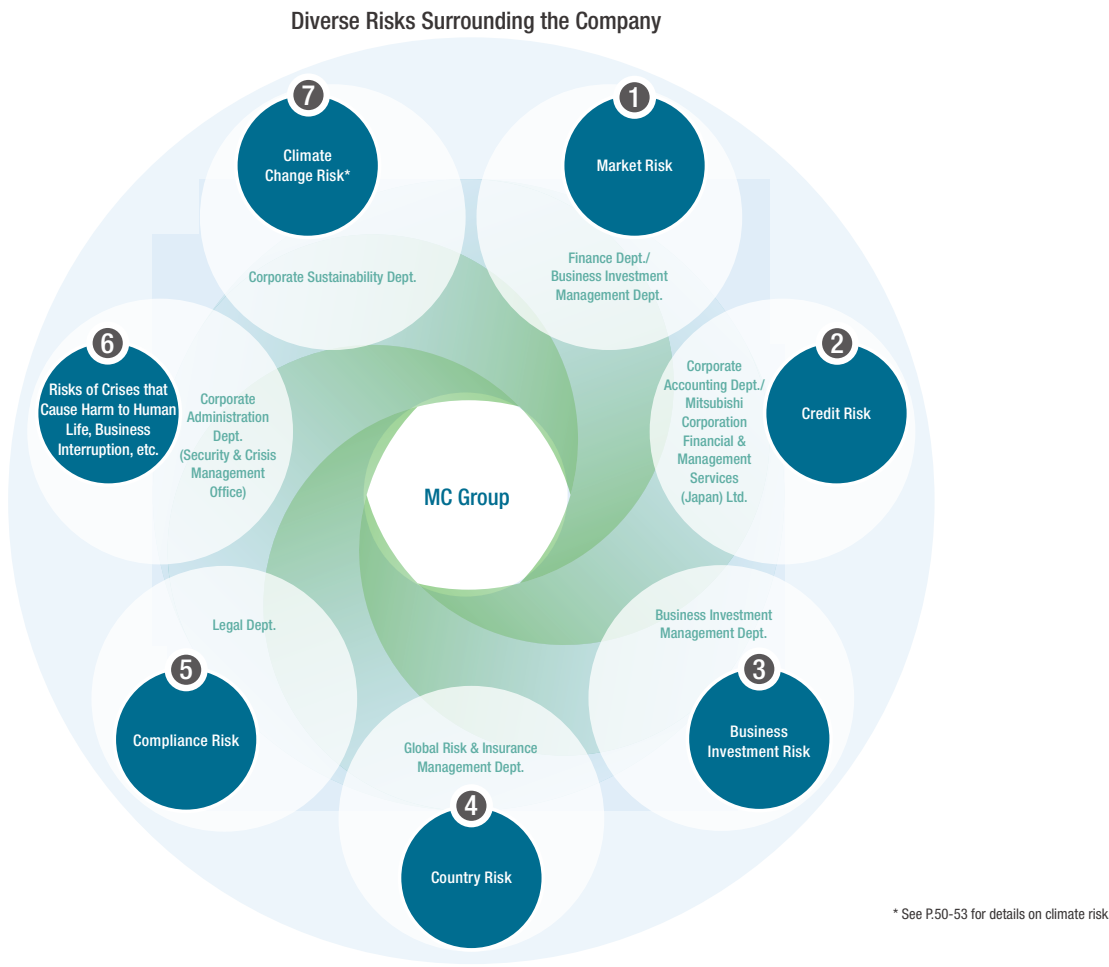 Diverse Risks Surrounding the Company
1
Market Risk
Finance Dept./
Business Investment
Management Dept.
2
Credit Risk
Corporate
Accounting Dept./
Mitsubishi
Corporation
Financial &
Management
Services
(Japan) Ltd.
3
Business
Investment Risk
Business Investment
Management Dept.
4
Country Risk
Global Risk & Insurance
Management Dept.
5
Compliance Risk
Legal Dept.
6
Risks of Crises that
Cause Harm to Human
Life, Business
Interruption, etc.
Corporate
Administration
Dept.
(Security & Crisis
Management
Office)
7
Climate
Change Risk*
Corporate Sustainability Dept.
MC Group
* See P.50-53 for details on climate risk